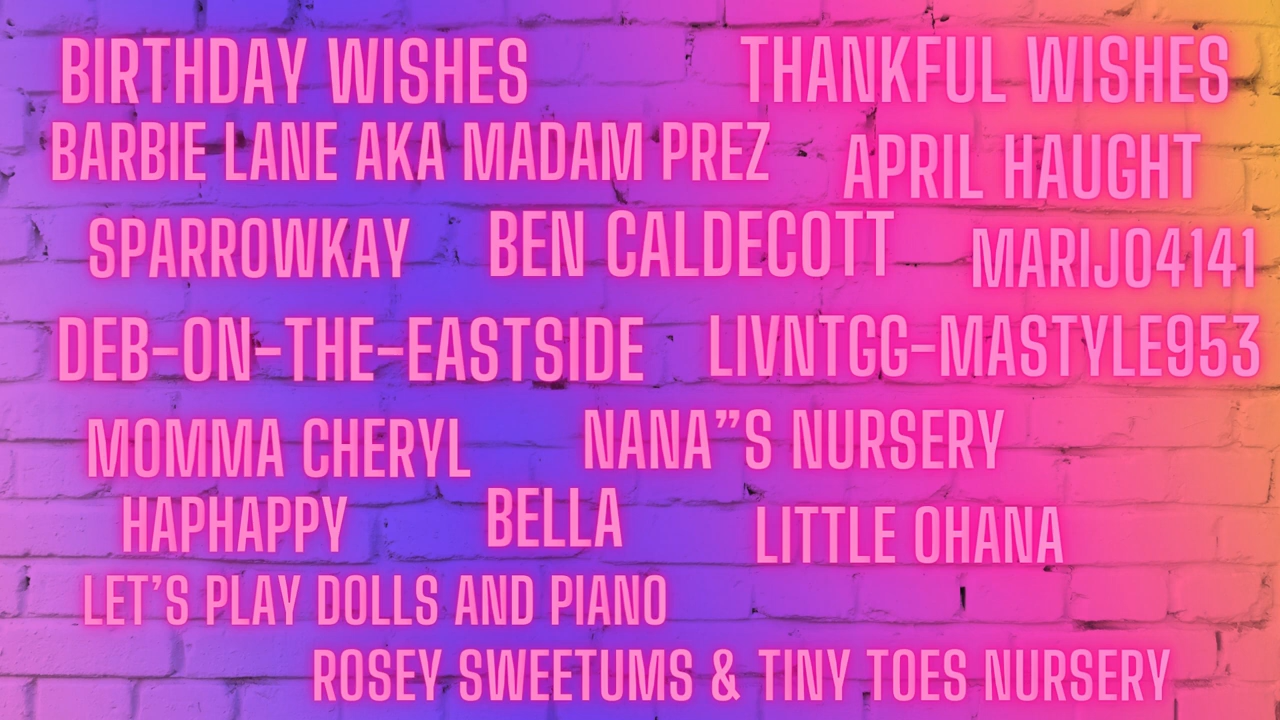 BIRTHDAY WISHES THANKFUL WISHES
BARBIE LANE AKA MADAM PREZ APRIL HAUGHT
SPARROWKAY BEN CALDECOTT MARIJO4141
DEB-ON-THE-EASTSIDE LIVNTGG-MASTYLE953
MOMMA CHERYL NANA”S NURSERY
HAPHAPPY BELLA LITTLE OHANA
LET’S PLAY DOLLS AND PIANO
ROSEY SWEETUMS & TINY TOES NURSERY